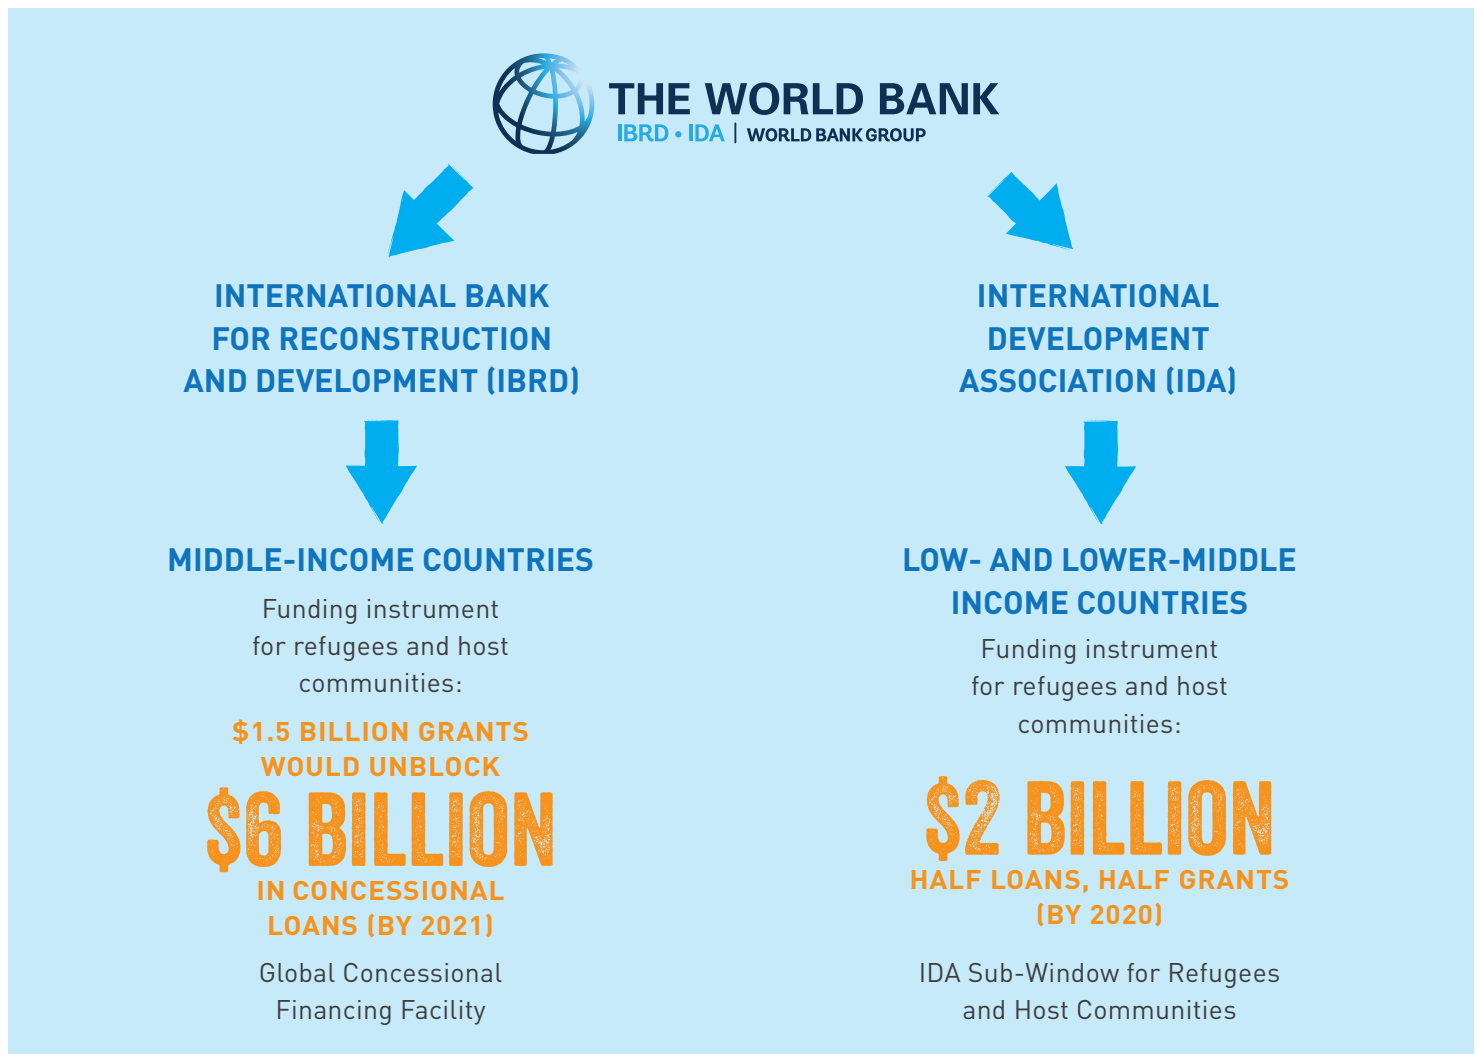 THE WORLD BANK
IBRD • IDA | WORLD BANK GROUP
INTERNATIONAL BANK
FOR RECONSTRUCTION
AND DEVELOPMENT (IBRD)
MIDDLE-INCOME COUNTRIES
Funding instrument
for refugees and host
communities:
$1.5 BILLION GRANTS
WOULD UNBLOCK
$6 BILLION
IN CONCESSIONAL
LOANS (BY 2021)
Global Concessional
Financing Facility
INTERNATIONAL
DEVELOPMENT
ASSOCIATION (IDA)
LOW- AND LOWER-MIDDLE
INCOME COUNTRIES
Funding instrument
for refugees and host
communities:
$2 BILLION
HALF LOANS, HALF GRANTS
(BY 2020)
IDA Sub-Window for Refugees
and Host Communities